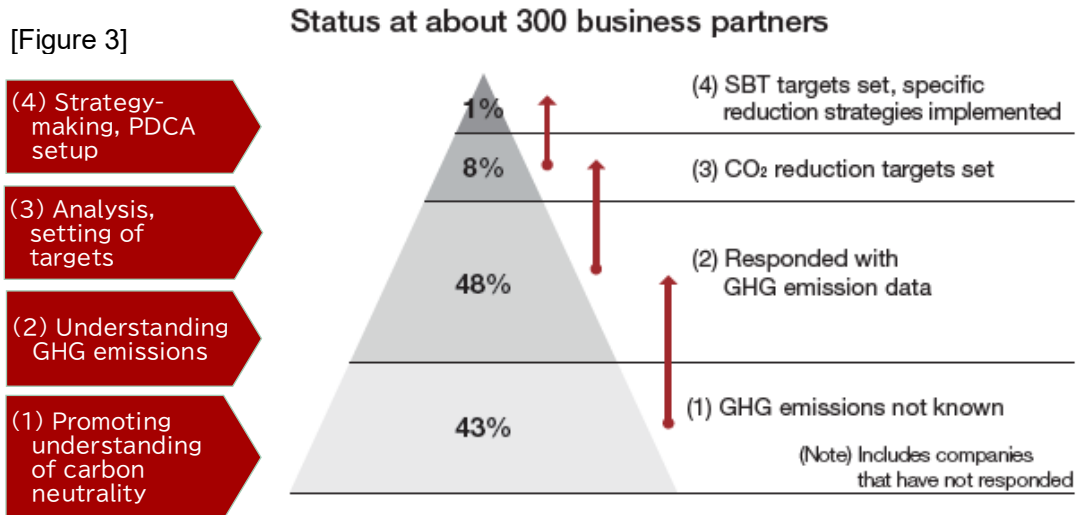 [Figure 3]
Status at about 300 business partners
(4) Strategy-
making, PDCA
setup
(3) Analysis,
setting of
targets
(2) Understanding
GHG emissions
(1) Promoting
understanding
of carbon
neutrality
1%
8%
48%
43%
(4) SBT targets set, specific
reduction strategies implemented
(3) CO₂ reduction targets set
(2) Responded with
GHG emission data
(1) GHG emissions not known
(Note) Includes companies
that have not responded